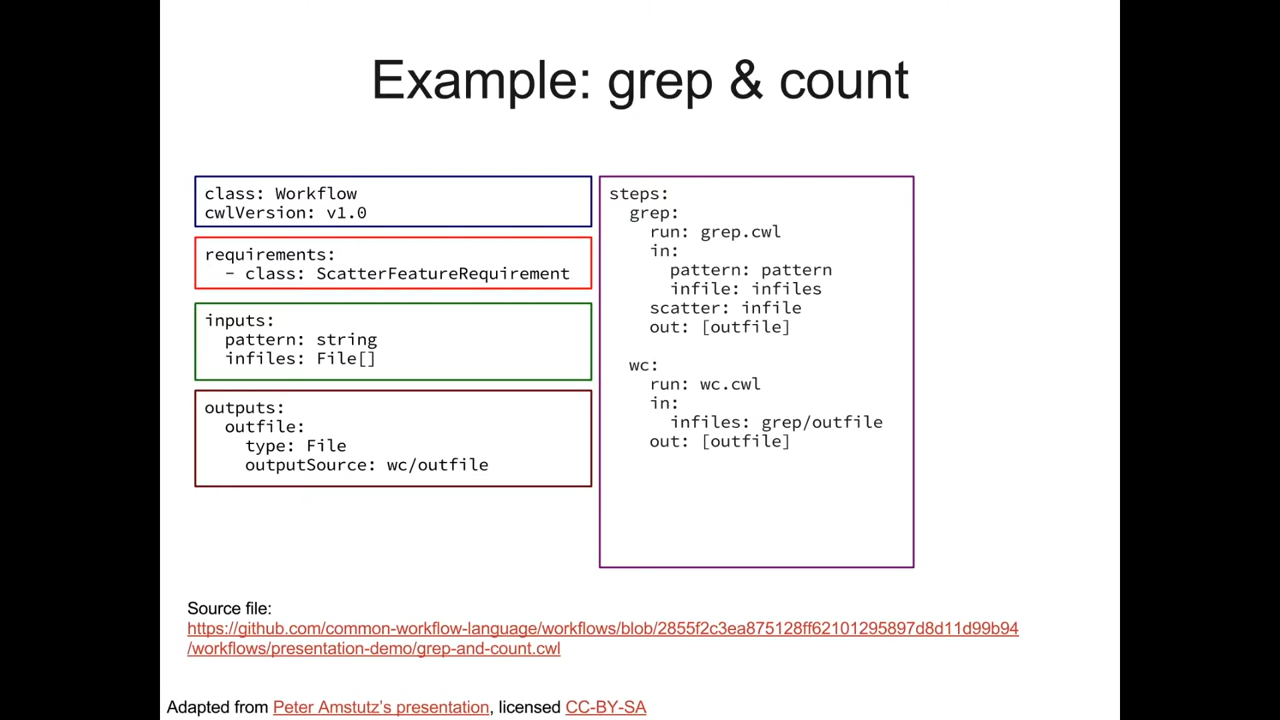 Example: grep & count
class: Workflow
cwlVersion: v1.0
requirements:
- class: ScatterFeatureRequirement
inputs:
pattern: string
infiles: File[]
outputs:
outfile:
type: File
outputSource: wc/outfile
steps:
grep:
run: grep.cwl
in:
pattern: pattern
infile: infiles
scatter: infile
out: [outfile]
wc:
run: wc.cwl
in:
infiles: grep/outfile
out: [outfile]
Source file:
https://github.com/common-workflow-language/workflows/blob/2855f2c3ea875128ff62101295897d8d11d99b94
/workflows/presentation-demo/grep-and-count.cwl
Adapted from Peter Amstutz's presentation, licensed CC-BY-SA